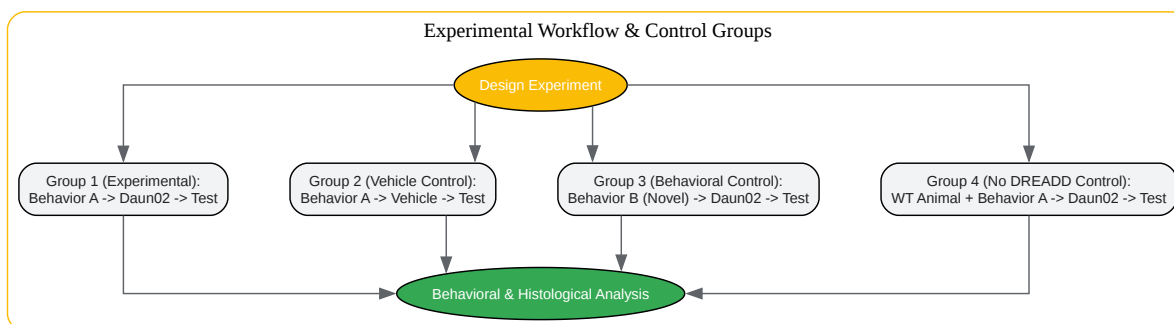 Experimental Workflow & Control Groups
Design Experiment
Group 1 (Experimental):
Behavior A -> Daun02 -> Test
Group 2 (Vehicle Control):
Behavior A -> Vehicle -> Test
Group 3 (Behavioral Control):
Behavior B (Novel) -> Daun02 -> Test
Group 4 (No DREADD Control):
WT Animal + Behavior A -> Daun02 -> Test
Behavioral & Histological Analysis